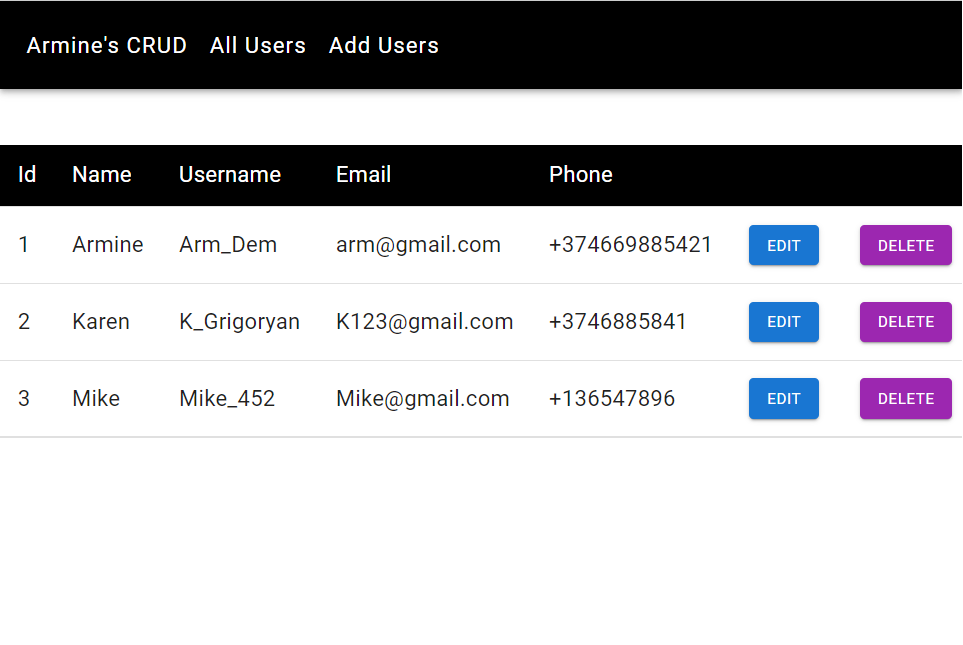 Armine's CRUD All Users Add Users
Id Name Username Email Phone
1 Armine Arm_Dem arm@gmail.com +374669885421 EDIT DELETE
2 Karen K_Grigoryan K123@gmail.com +3746885841 EDIT DELETE
3 Mike Mike_452 Mike@gmail.com +136547896 EDIT DELETE